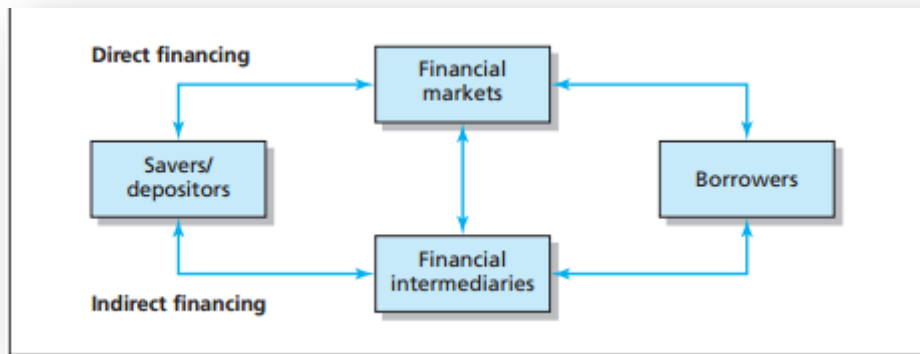 Direct financing
Financial
markets
Savers/
depositors
Borrowers
Financial
intermediaries
Indirect financing